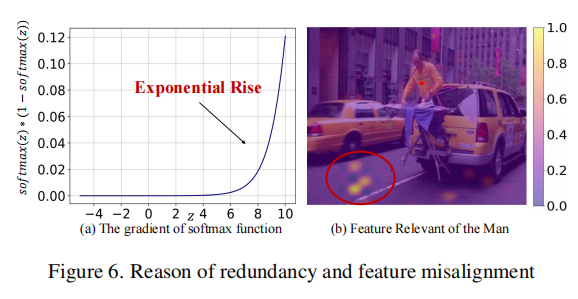 softmax(z) * (1 − softmax(z))
0.12
0.10
0.08
0.06
0.04
0.02
0.00
Exponential Rise
−4 −2 0 2 4 6 8 10
z
(a) The gradient of softmax function
1.0
0.8
0.6
0.4
0.2
0.0
(b) Feature Relevant of the Man
Figure 6. Reason of redundancy and feature misalignment